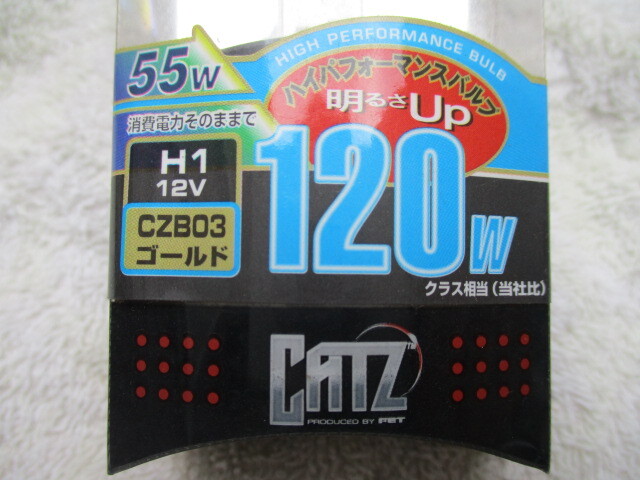 HIGH PERFORMANCE BULB
55W
ハイパフォーマンスバルブ
明るさUp
消費電力そのままで
H1
12V
120W
CZB03
ゴールド
クラス相当(当社比)
CATZ™
PRODUCED BY FET